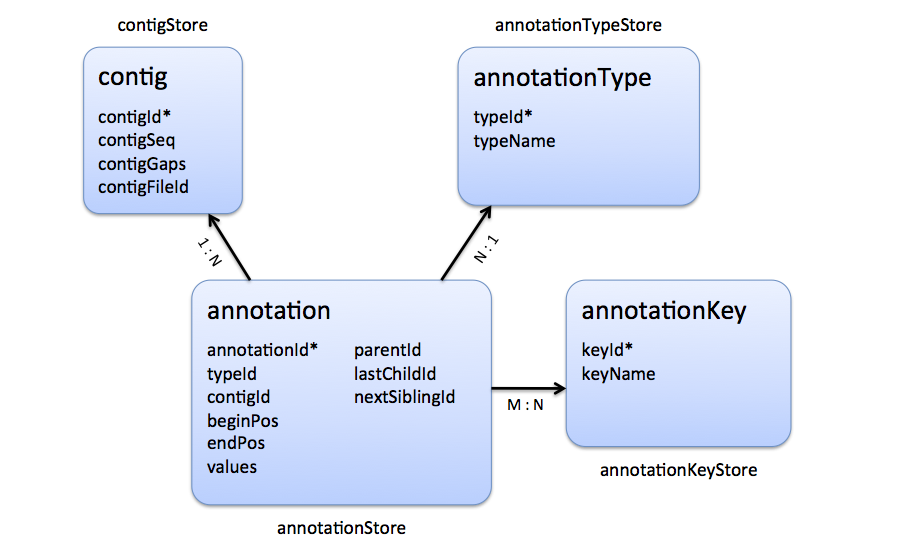 contigStore
contig
contigId*
contigSeq
contigGaps
contigFileId
annotationTypeStore
annotationType
typeId*
typeName
1 : N
N : 1
annotation
annotationId*
typeId
contigId
beginPos
endPos
values
parentId
lastChildId
nextSiblingId
annotationStore
M : N
annotationKey
keyId*
keyName
annotationKeyStore